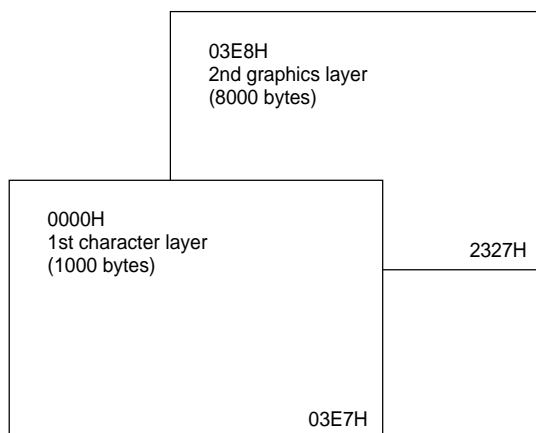 03E8H
2nd graphics layer
(8000 bytes)
2327H
0000H
1st character layer
(1000 bytes)
03E7H